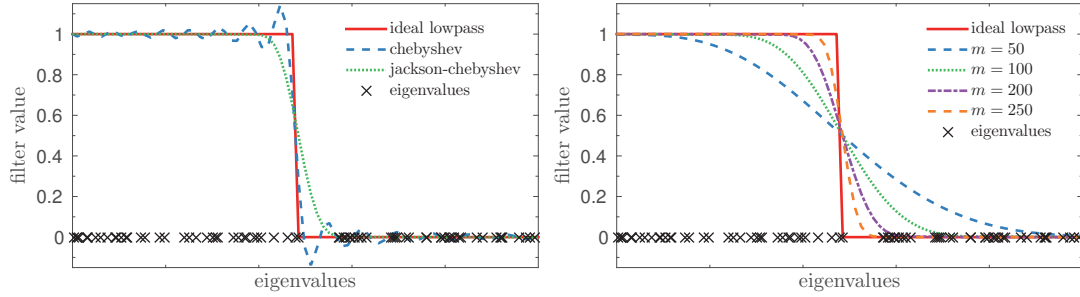 ideal lowpass
chebyshev
jackson-chebyshev
eigenvalues
1
0.8
0.6
0.4
0.2
0
filter value
eigenvalues
ideal lowpass
m = 50
m = 100
m = 200
m = 250
eigenvalues
1
0.8
0.6
0.4
0.2
0
filter value
eigenvalues